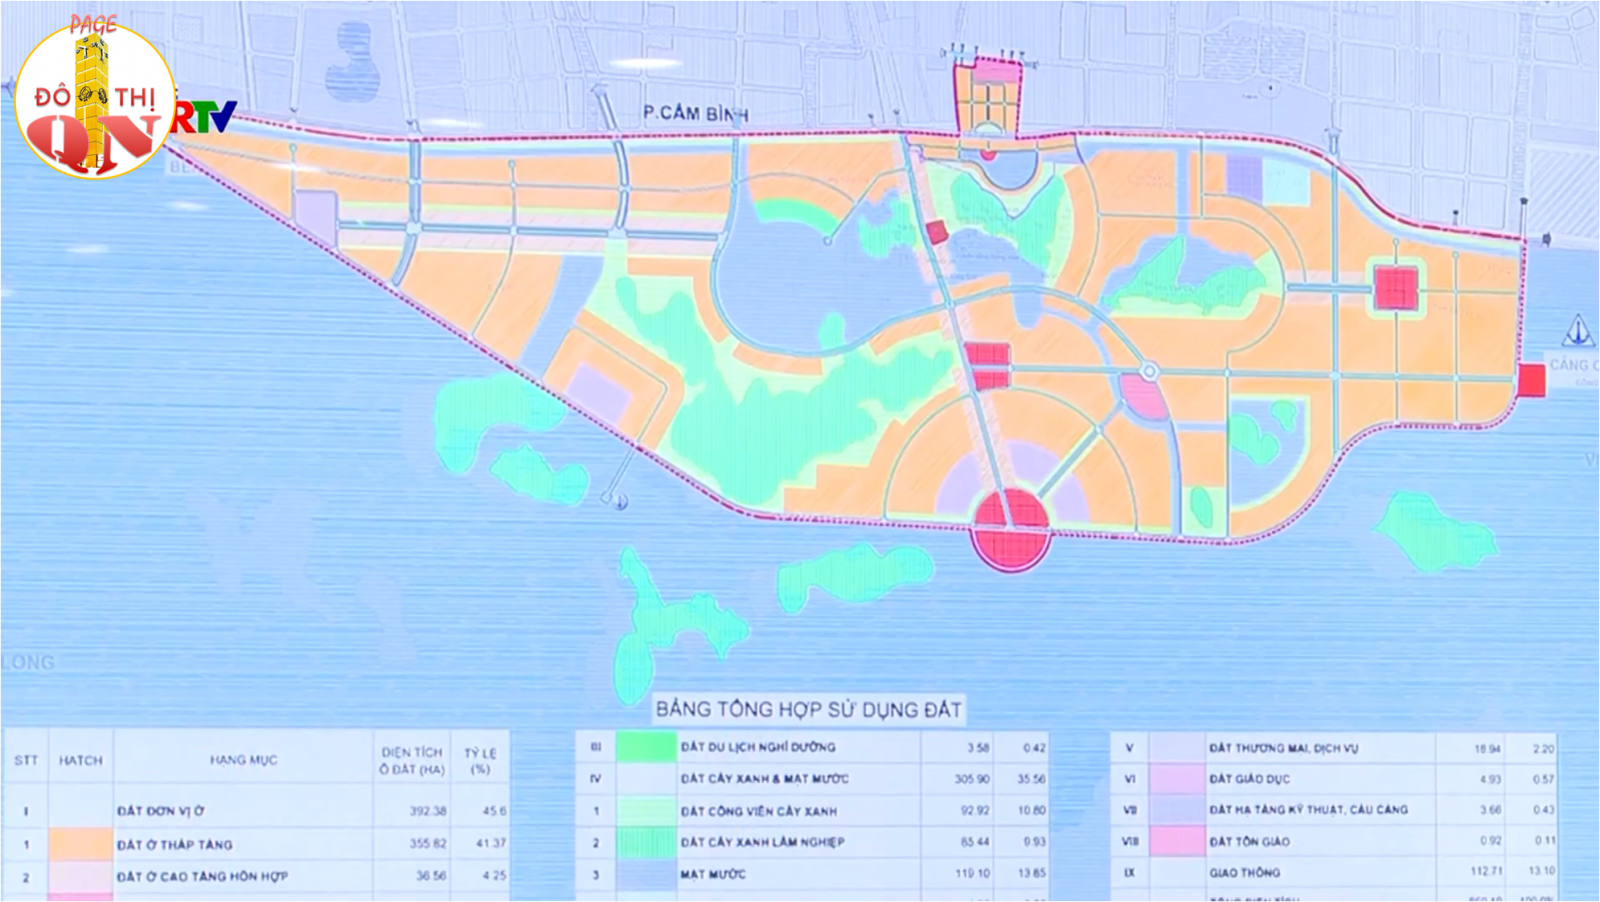 PAGE
ĐÔ THỊ
QN
RTV
P.CẨM BÌNH
LONG
BẢNG TỔNG HỢP SỬ DỤNG ĐẤT
STT HATCH HẠNG MỤC DIỆN TÍCH Ô ĐẤT (HA) TỶ LỆ (%)
I ĐẤT ĐƠN VỊ Ở 392.38 45.6
1 ĐẤT Ở THẤP TẦNG 355.82 41.37
2 ĐẤT Ở CAO TẦNG HỖN HỢP 36.56 4.25
III ĐẤT DU LỊCH NGHỈ DƯỠNG 3.58 0.42
IV ĐẤT CÂY XANH & MẶT NƯỚC 305.90 35.56
1 ĐẤT CÔNG VIÊN CÂY XANH 92.92 10.80
2 ĐẤT CÂY XANH LÂM NGHIỆP 85.44 9.93
3 MẶT NƯỚC 119.10 13.85
V ĐẤT THƯƠNG MẠI, DỊCH VỤ 18.94 2.20
VI ĐẤT GIÁO DỤC 4.93 0.57
VII ĐẤT HẠ TẦNG KỸ THUẬT, CẦU CẢNG 3.66 0.43
VIII ĐẤT TÔN GIÁO 0.92 0.11
IX GIAO THÔNG 112.71 13.10